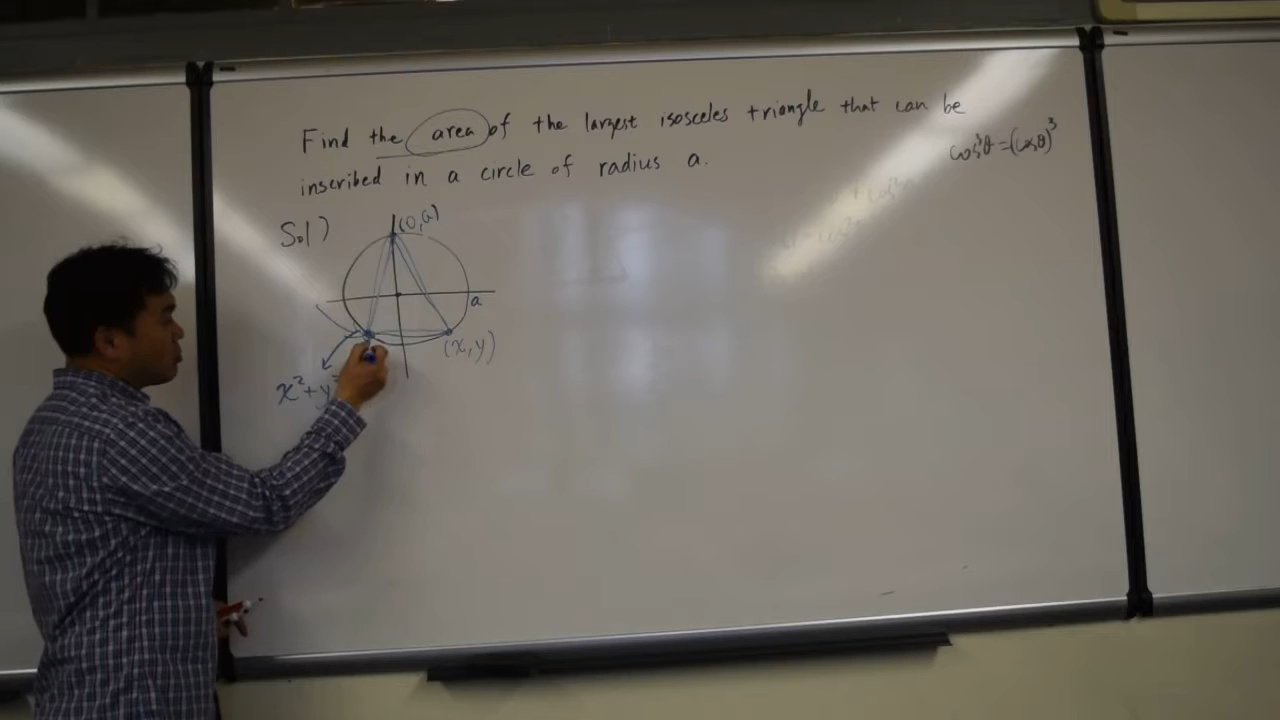 Find the area of the largest isosceles triangle that can be
inscribed in a circle of radius a.
cos³θ=(cosθ)³
Sol)
(0,a)
a
(x,y)
x²+y²